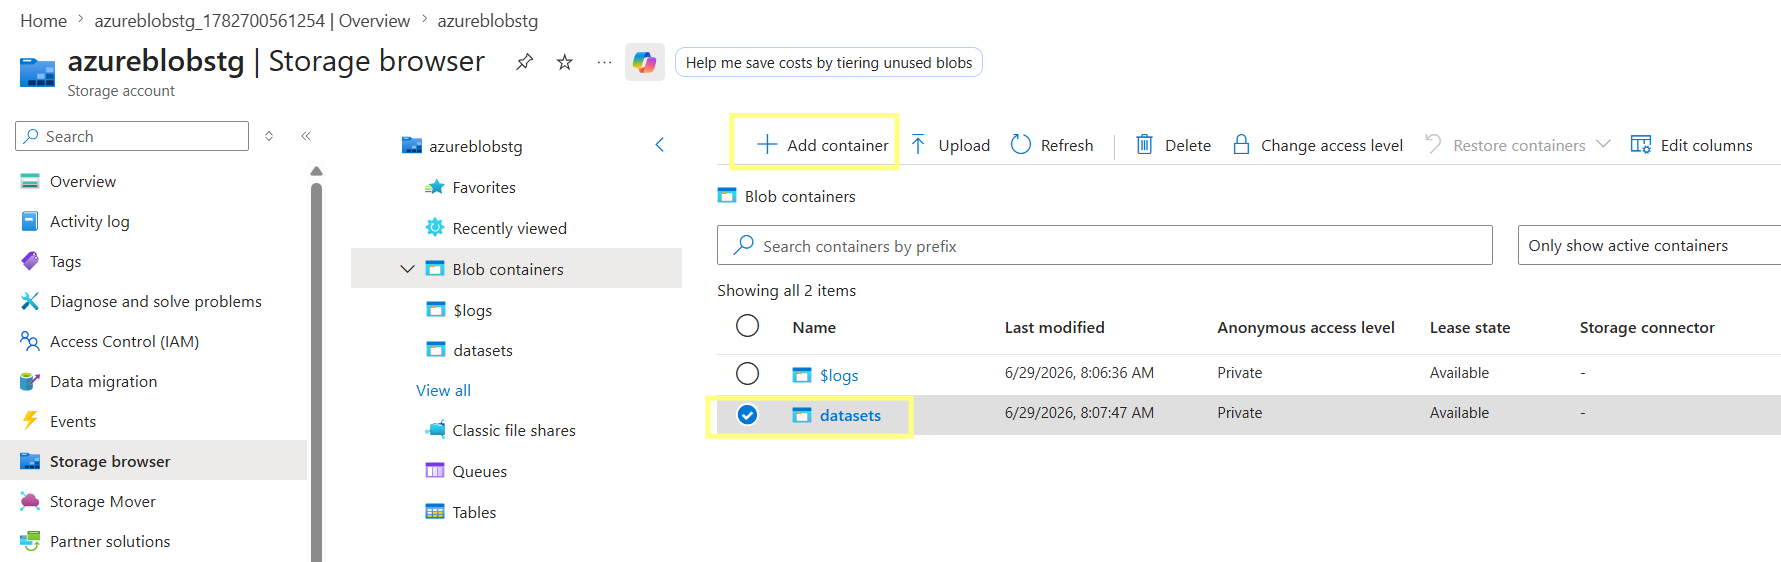 Home > azureblobstg_1782700561254 | Overview > azureblobstg
azureblobstg | Storage browser ... Help me save costs by tiering unused blobs
Storage account
Search
Overview
Activity log
Tags
Diagnose and solve problems
Access Control (IAM)
Data migration
Events
Storage browser
Storage Mover
Partner solutions
azureblobstg
Favorites
Recently viewed
Blob containers
$logs
datasets
View all
Classic file shares
Queues
Tables
Add container Upload Refresh Delete Change access level Restore containers Edit columns
Blob containers
Search containers by prefix Only show active containers
Showing all 2 items
Name Last modified Anonymous access level Lease state Storage connector
$logs 6/29/2026, 8:06:36 AM Private Available -
datasets 6/29/2026, 8:07:47 AM Private Available -